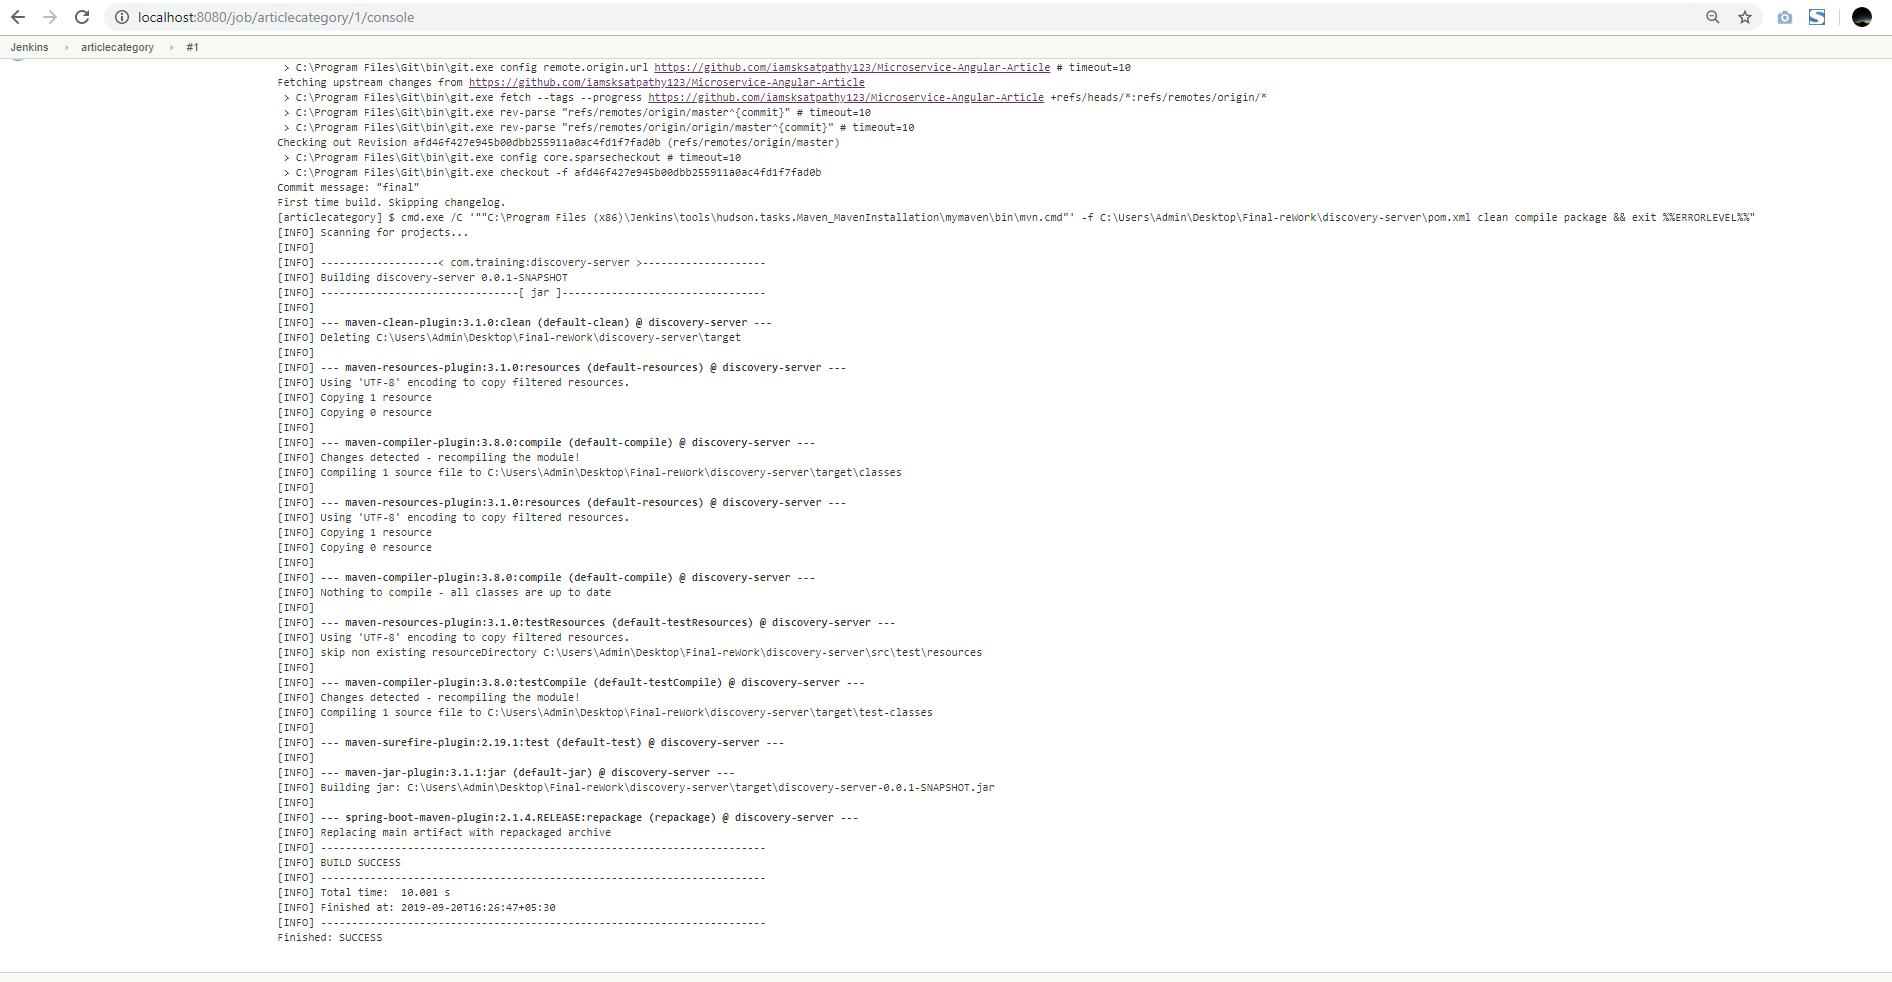 localhost:8080/job/articlecategory/1/console
Jenkins articlecategory #1
> C:\Program Files\Git\bin\git.exe config remote.origin.url https://github.com/iamsksatpathy123/Microservice-Angular-Article # timeout=10
Fetching upstream changes from https://github.com/iamsksatpathy123/Microservice-Angular-Article
> C:\Program Files\Git\bin\git.exe fetch --tags --progress https://github.com/iamsksatpathy123/Microservice-Angular-Article +refs/heads/*:refs/remotes/origin/*
> C:\Program Files\Git\bin\git.exe rev-parse "refs/remotes/origin/master^{commit}" # timeout=10
> C:\Program Files\Git\bin\git.exe rev-parse "refs/remotes/origin/origin/master^{commit}" # timeout=10
Checking out Revision afd46f427e945b00dbb255911a0ac4fd1f7fad0b (refs/remotes/origin/master)
> C:\Program Files\Git\bin\git.exe config core.sparsecheckout # timeout=10
> C:\Program Files\Git\bin\git.exe checkout -f afd46f427e945b00dbb255911a0ac4fd1f7fad0b
Commit message: "final"
First time build. Skipping changelog.
[articlecategory] $ cmd.exe /C '""C:\Program Files (x86)\Jenkins\tools\hudson.tasks.Maven_MavenInstallation\mymaven\bin\mvn.cmd"' -f C:\Users\Admin\Desktop\Final-reWork\discovery-server\pom.xml clean compile package && exit %%ERRORLEVEL%%"
[INFO] Scanning for projects...
[INFO]
[INFO] -------------------< com.training:discovery-server >--------------------
[INFO] Building discovery-server 0.0.1-SNAPSHOT
[INFO] --------------------------------[ jar ]---------------------------------
[INFO]
[INFO] --- maven-clean-plugin:3.1.0:clean (default-clean) @ discovery-server ---
[INFO] Deleting C:\Users\Admin\Desktop\Final-reWork\discovery-server\target
[INFO]
[INFO] --- maven-resources-plugin:3.1.0:resources (default-resources) @ discovery-server ---
[INFO] Using 'UTF-8' encoding to copy filtered resources.
[INFO] Copying 1 resource
[INFO] Copying 0 resource
[INFO]
[INFO] --- maven-compiler-plugin:3.8.0:compile (default-compile) @ discovery-server ---
[INFO] Changes detected - recompiling the module!
[INFO] Compiling 1 source file to C:\Users\Admin\Desktop\Final-reWork\discovery-server\target\classes
[INFO]
[INFO] --- maven-resources-plugin:3.1.0:resources (default-resources) @ discovery-server ---
[INFO] Using 'UTF-8' encoding to copy filtered resources.
[INFO] Copying 1 resource
[INFO] Copying 0 resource
[INFO]
[INFO] --- maven-compiler-plugin:3.8.0:compile (default-compile) @ discovery-server ---
[INFO] Nothing to compile - all classes are up to date
[INFO]
[INFO] --- maven-resources-plugin:3.1.0:testResources (default-testResources) @ discovery-server ---
[INFO] Using 'UTF-8' encoding to copy filtered resources.
[INFO] skip non existing resourceDirectory C:\Users\Admin\Desktop\Final-reWork\discovery-server\src\test\resources
[INFO]
[INFO] --- maven-compiler-plugin:3.8.0:testCompile (default-testCompile) @ discovery-server ---
[INFO] Changes detected - recompiling the module!
[INFO] Compiling 1 source file to C:\Users\Admin\Desktop\Final-reWork\discovery-server\target\test-classes
[INFO]
[INFO] --- maven-surefire-plugin:2.19.1:test (default-test) @ discovery-server ---
[INFO]
[INFO] --- maven-jar-plugin:3.1.1:jar (default-jar) @ discovery-server ---
[INFO] Building jar: C:\Users\Admin\Desktop\Final-reWork\discovery-server\target\discovery-server-0.0.1-SNAPSHOT.jar
[INFO]
[INFO] --- spring-boot-maven-plugin:2.1.4.RELEASE:repackage (repackage) @ discovery-server ---
[INFO] Replacing main artifact with repackaged archive
[INFO] ------------------------------------------------------------------------
[INFO] BUILD SUCCESS
[INFO] ------------------------------------------------------------------------
[INFO] Total time:  10.001 s
[INFO] Finished at: 2019-09-20T16:26:47+05:30
[INFO] ------------------------------------------------------------------------
Finished: SUCCESS